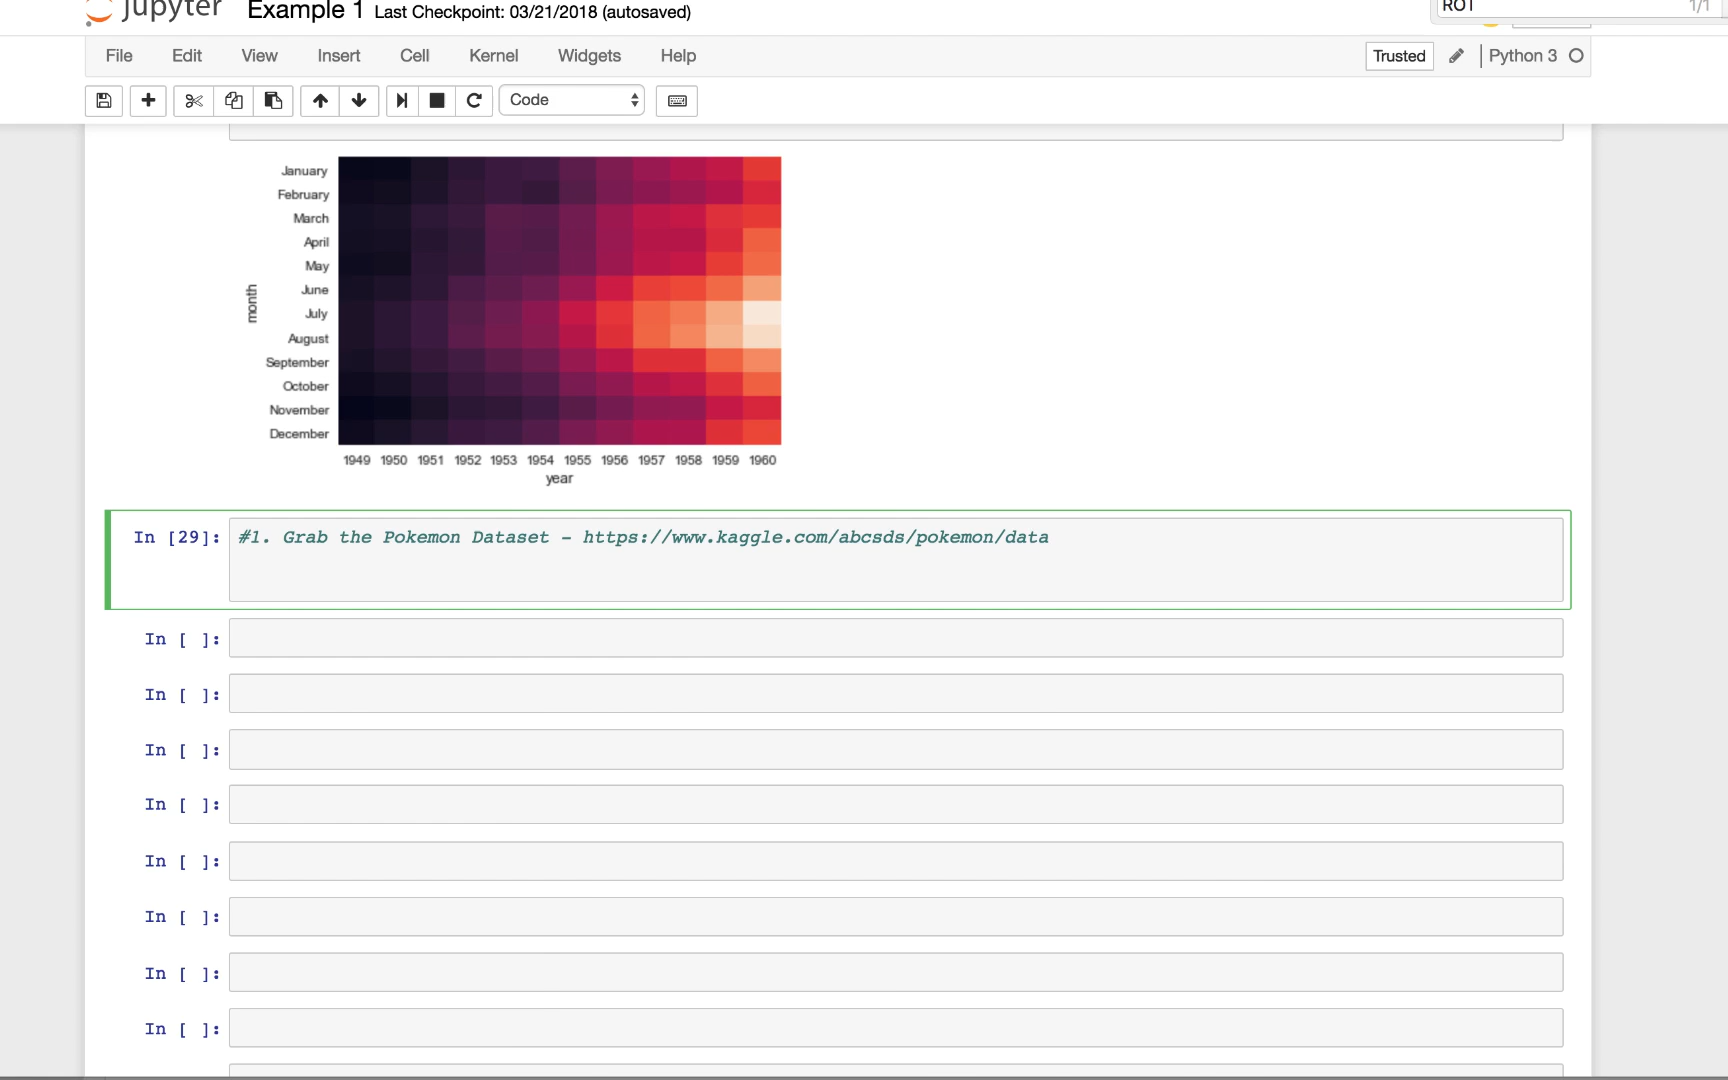 jupyter Example 1 Last Checkpoint: 03/21/2018 (autosaved)
ROT 1/1
File Edit View Insert Cell Kernel Widgets Help Trusted Python 3
Code
January
February
March
April
May
June
July
August
September
October
November
December
month
1949 1950 1951 1952 1953 1954 1955 1956 1957 1958 1959 1960
year
In [29]: #1. Grab the Pokemon Dataset - https://www.kaggle.com/abcsds/pokemon/data
In [ ]:
In [ ]:
In [ ]:
In [ ]:
In [ ]:
In [ ]:
In [ ]:
In [ ]: